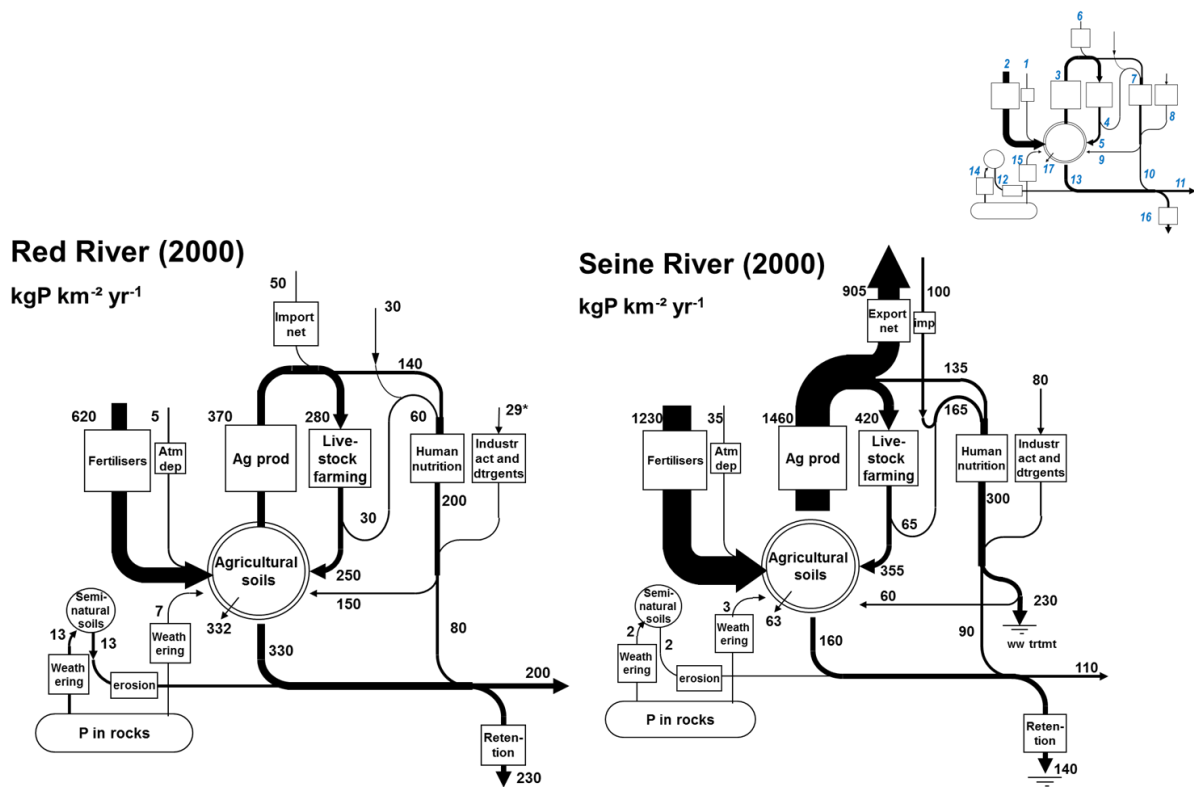 6
2
1
3
7
4
8
5
9
15
17
14
12
13
10
11
16
Red River (2000)
kgP km-² yr-1
50
Import
net
30
140
620
5
370
280
60
29*
Fertilisers
Atm
dep
Ag prod
Live-
stock
farming
Human
nutrition
Industr
act and
dtrgents
200
30
Agricultural
soils
250
150
Semi-
natural
soils
7
332
13
13
Weath
ering
Weath
ering
330
80
erosion
200
P in rocks
Reten-
tion
230
Seine River (2000)
kgP km-² yr-1
905
100
Export
net
imp
135
80
1230
35
1460
420
165
Fertilisers
Atm
dep
Ag prod
Live-
stock
farming
Human
nutrition
Industr
act and
dtrgents
300
65
Agricultural
soils
355
60
230
ww trtmt
Semi-
natural
soils
3
63
2
2
Weath
ering
Weath
ering
160
90
erosion
110
P in rocks
Reten-
tion
140